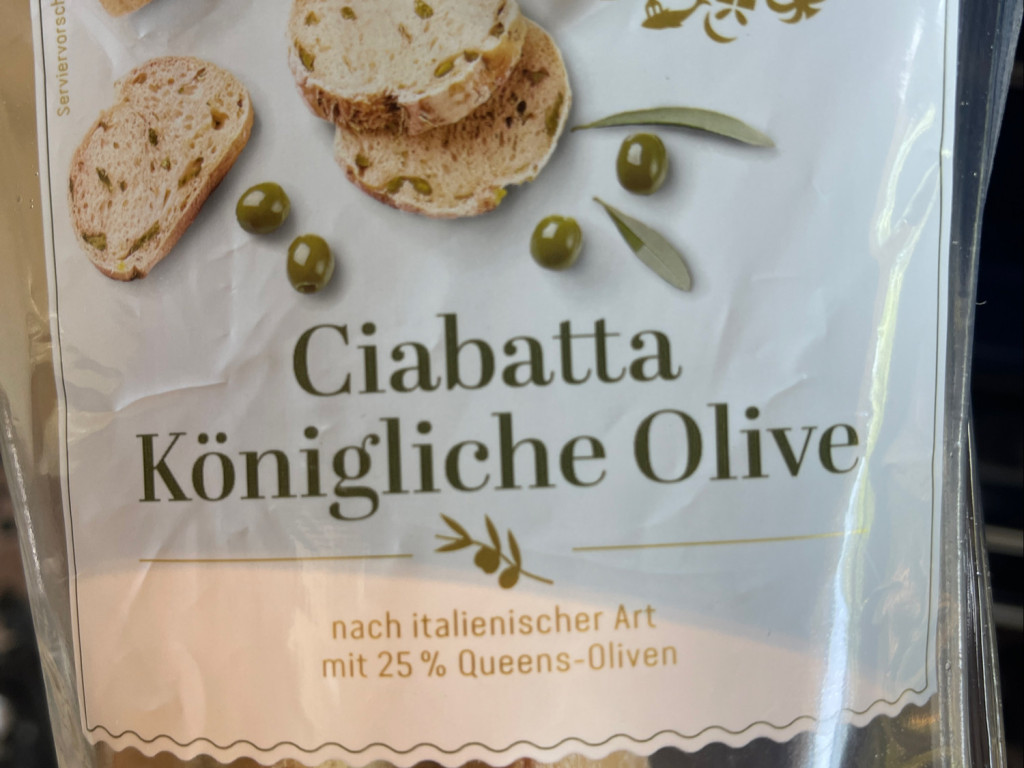 Ciabatta
Königliche Olive
nach italienischer Art
mit 25 % Queens-Oliven